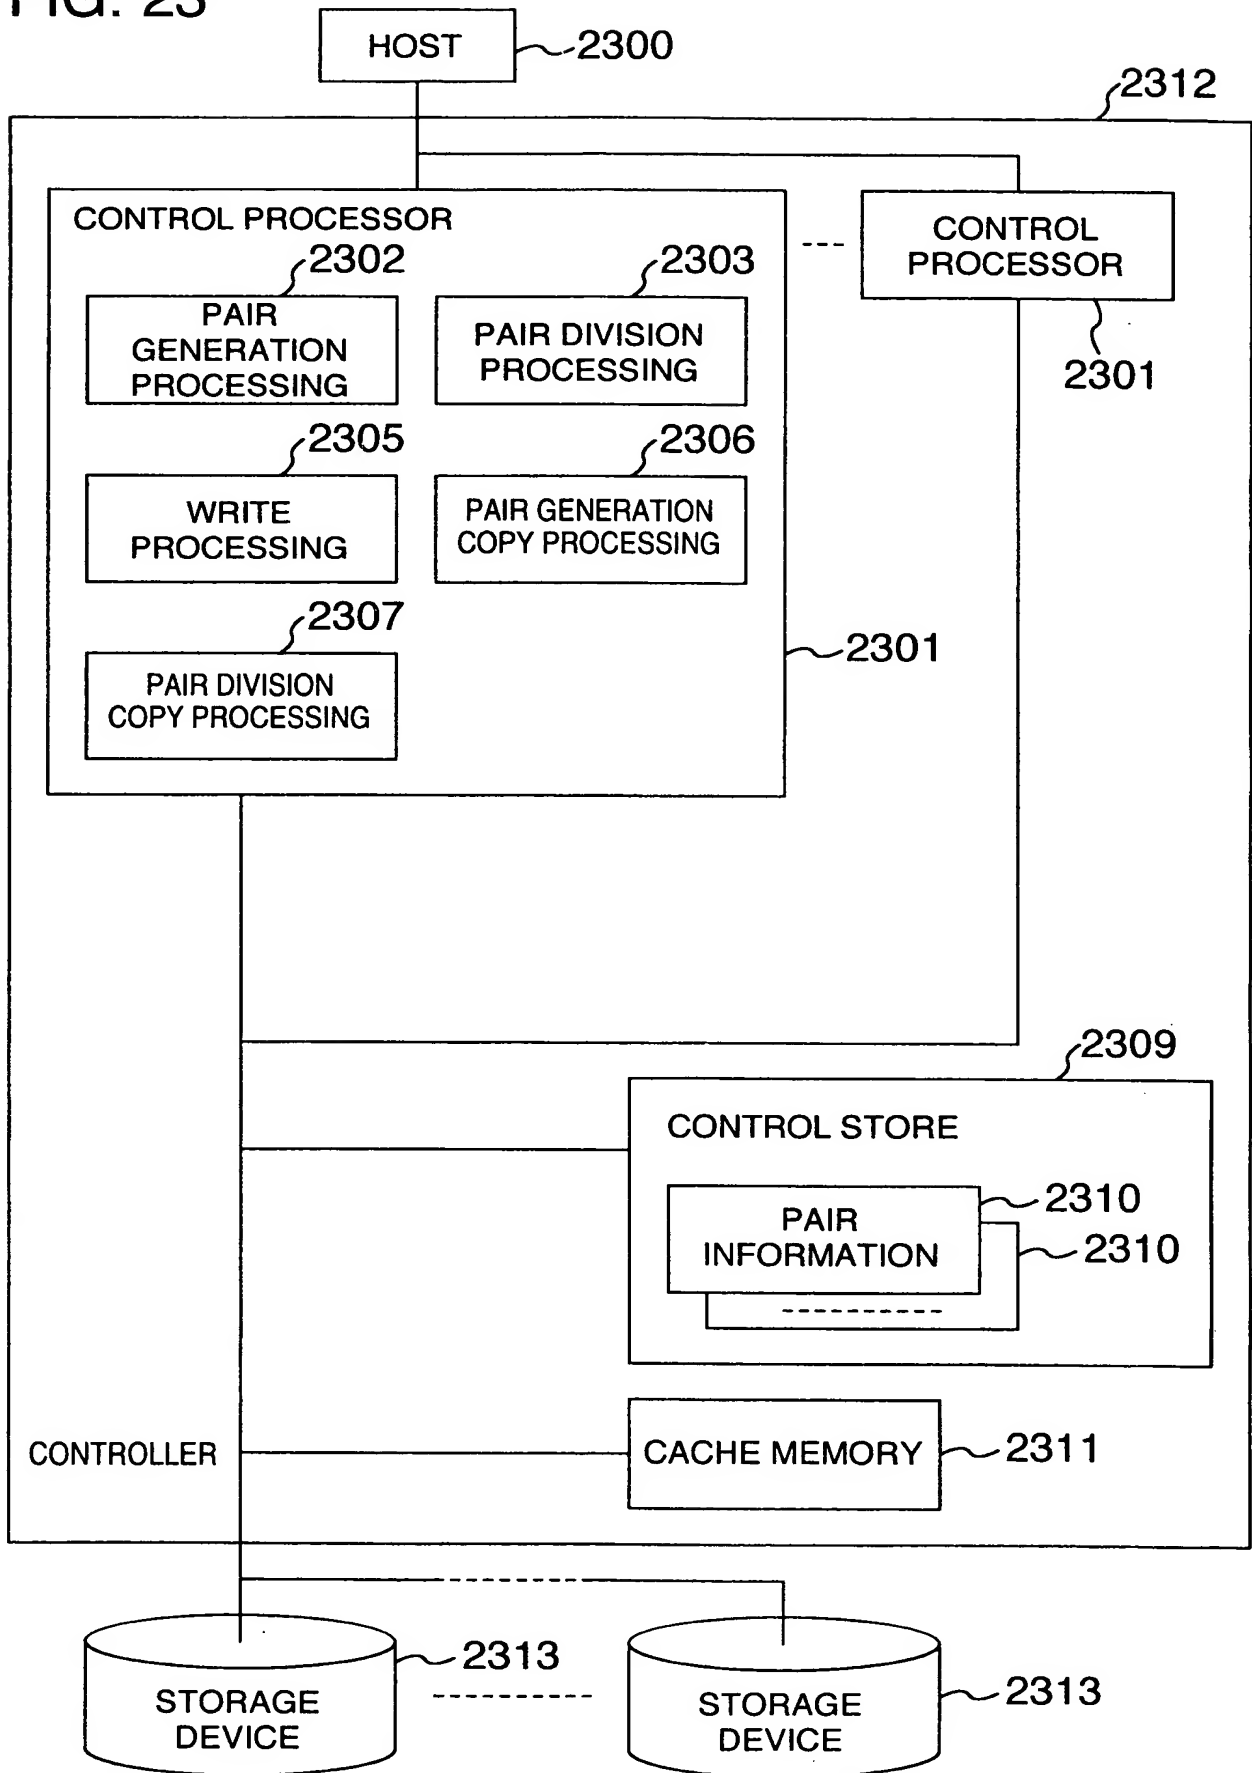 FIG. 23
HOST
2300
2312
CONTROL PROCESSOR
2302
2303
PAIR
GENERATION
PROCESSING
PAIR DIVISION
PROCESSING
2305
2306
WRITE
PROCESSING
PAIR GENERATION
COPY PROCESSING
2307
PAIR DIVISION
COPY PROCESSING
2301
CONTROL
PROCESSOR
2301
2309
CONTROL STORE
PAIR
INFORMATION
2310
2310
CONTROLLER
CACHE MEMORY
2311
STORAGE
DEVICE
2313
STORAGE
DEVICE
2313